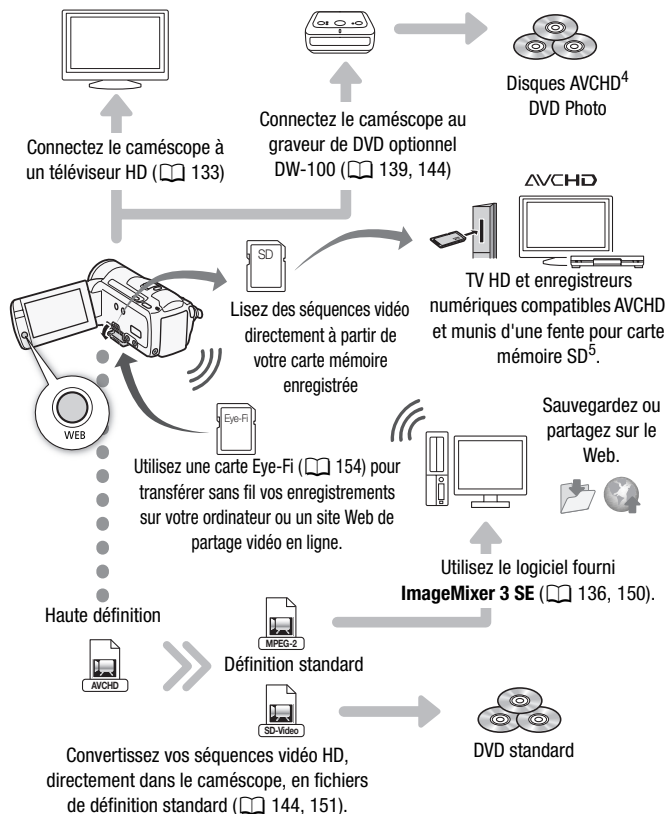 Disques AVCHD4
DVD Photo
Connectez le caméscope à
un téléviseur HD ( 133)
Connectez le caméscope au
graveur de DVD optionnel
DW-100 ( 139, 144)
AVCHD
SD
Lisez des séquences vidéo
directement à partir de
votre carte mémoire
enregistrée
TV HD et enregistreurs
numériques compatibles AVCHD
et munis d'une fente pour carte
mémoire SD5.
WEB
Eye-Fi
Utilisez une carte Eye-Fi ( 154) pour
transférer sans fil vos enregistrements
sur votre ordinateur ou un site Web de
partage vidéo en ligne.
Sauvegardez ou
partagez sur le
Web.
Utilisez le logiciel fourni
ImageMixer 3 SE ( 136, 150).
Haute définition
AVCHD
MPEG-2
Définition standard
SD-Video
DVD standard
Convertissez vos séquences vidéo HD,
directement dans le caméscope, en fichiers
de définition standard ( 144, 151).